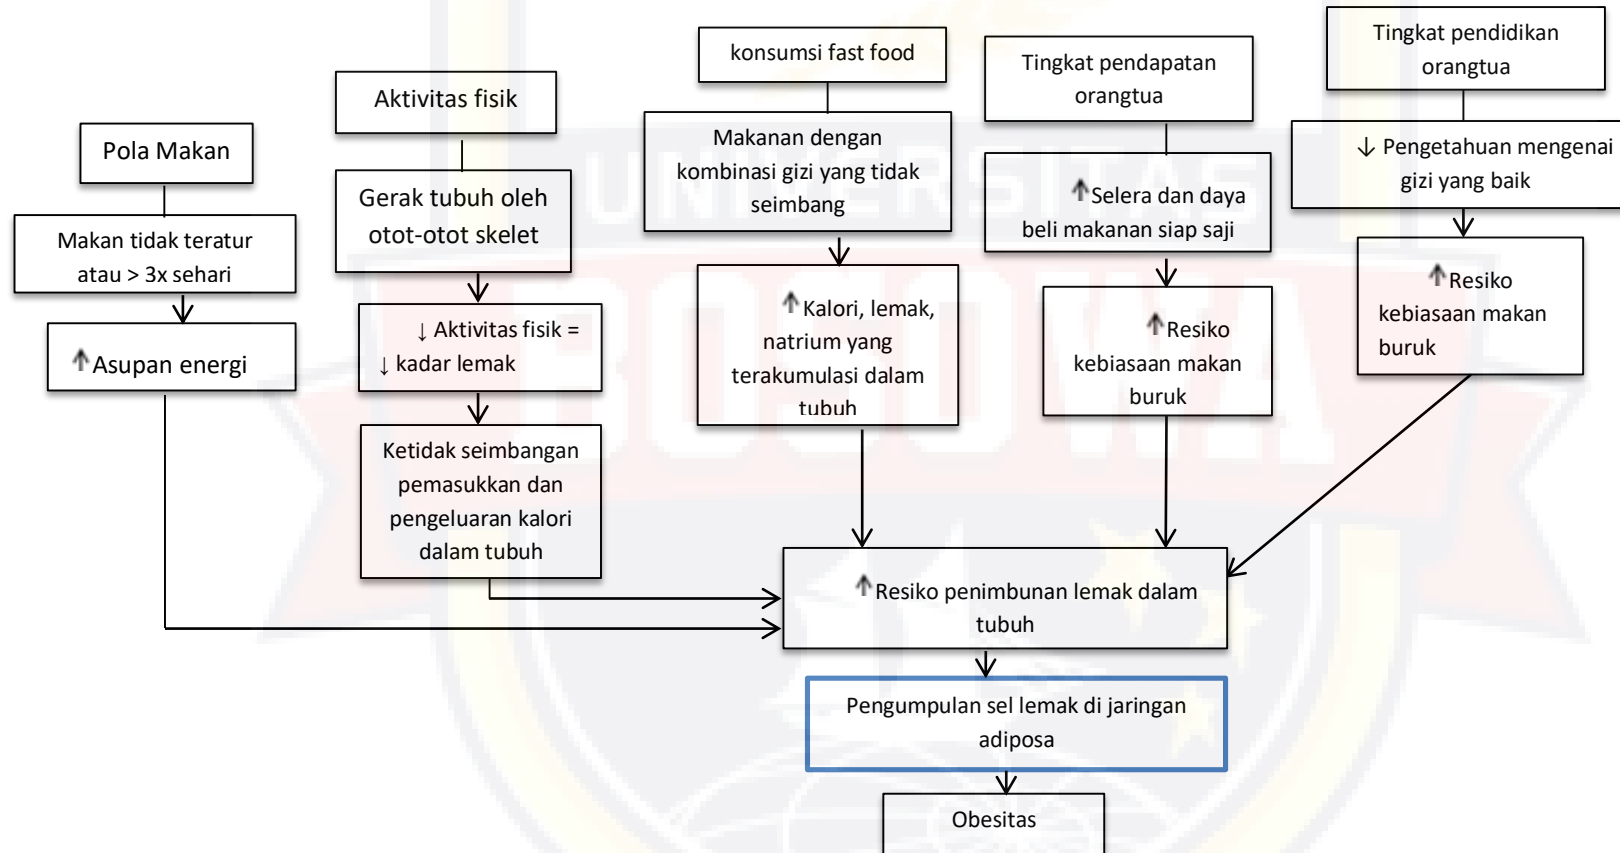 Pola Makan
Makan tidak teratur
atau > 3x sehari
↑Asupan energi
Aktivitas fisik
Gerak tubuh oleh
otot-otot skelet
↓ Aktivitas fisik =
↓ kadar lemak
Ketidak seimbangan
pemasukkan dan
pengeluaran kalori
dalam tubuh
konsumsi fast food
Makanan dengan
kombinasi gizi yang tidak
seimbang
↑Kalori, lemak,
natrium yang
terakumulasi dalam
tubuh
Tingkat pendapatan
orangtua
↑Selera dan daya
beli makanan siap saji
↑Resiko
kebiasaan makan
buruk
Tingkat pendidikan
orangtua
↓ Pengetahuan mengenai
gizi yang baik
↑Resiko
kebiasaan makan
buruk
↑Resiko penimbunan lemak dalam
tubuh
Pengumpulan sel lemak di jaringan
adiposa
Obesitas
UNIVERSITAS
BOSOWA